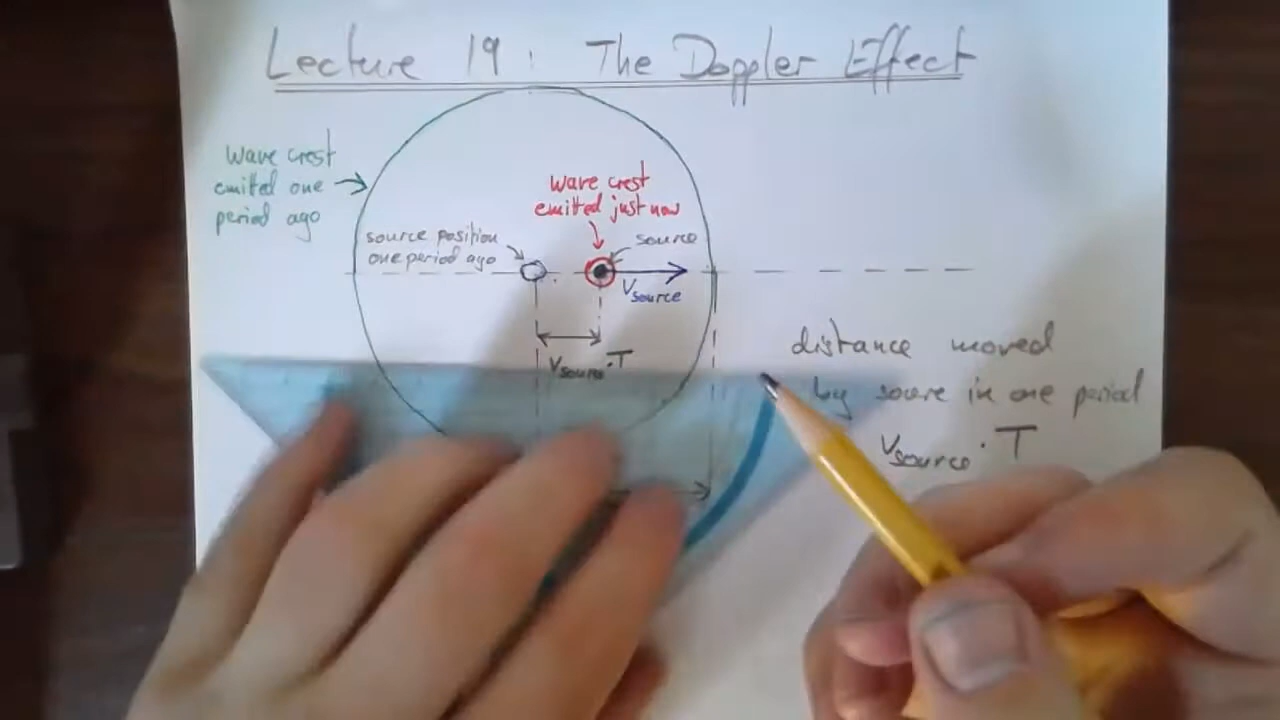 Lecture 19 : The Doppler Effect
wave crest
emitted one
period ago
wave crest
emitted just now
source position
one period ago
source
Vsource
Vsource · T
distance moved
by source in one period
Vsource · T